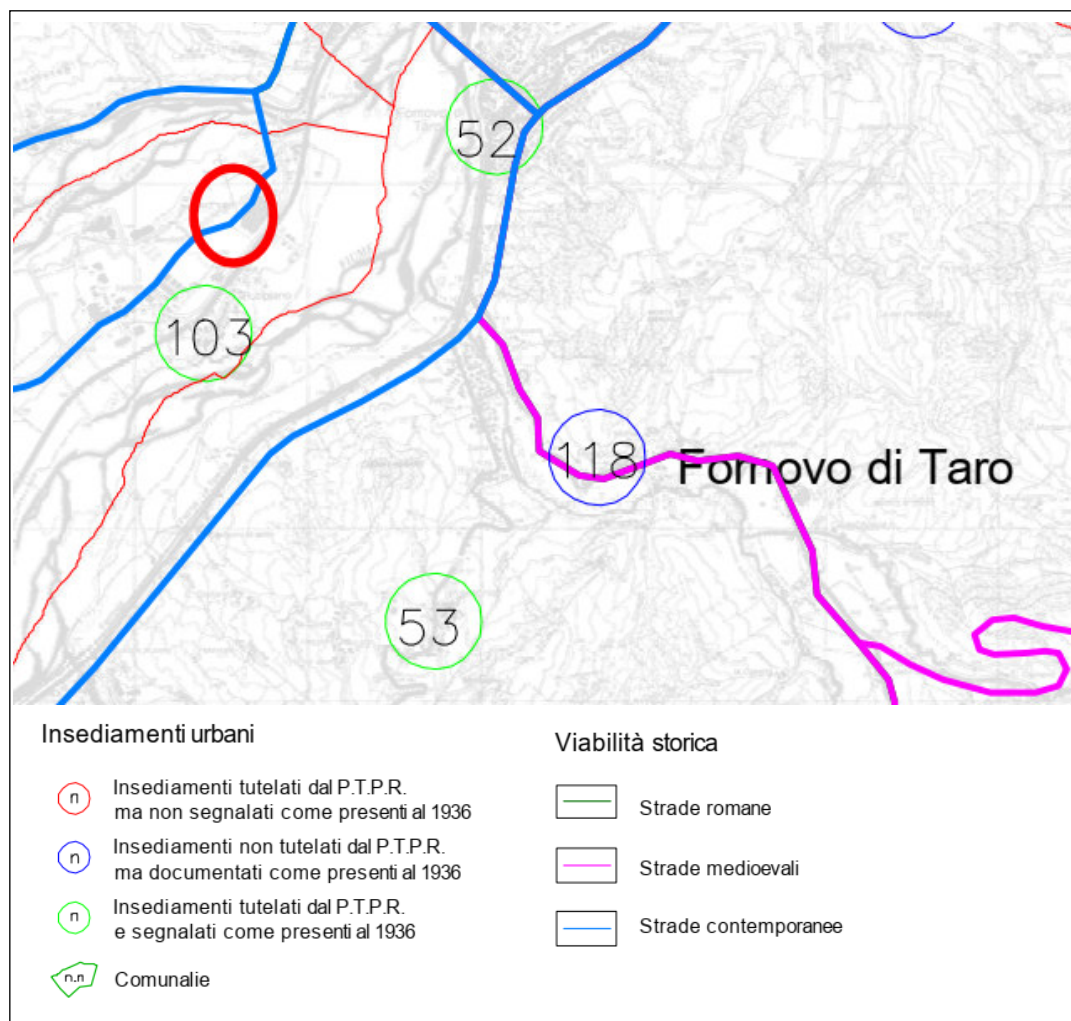 52
103
118
Fornovo di Taro
53
Insediamenti urbani
n
Insediamenti tutelati dal P.T.P.R.
ma non segnalati come presenti al 1936
n
Insediamenti non tutelati dal P.T.P.R.
ma documentati come presenti al 1936
n
Insediamenti tutelati dal P.T.P.R.
e segnalati come presenti al 1936
n.n
Comunalie
Viabilità storica
Strade romane
Strade medioevali
Strade contemporanee